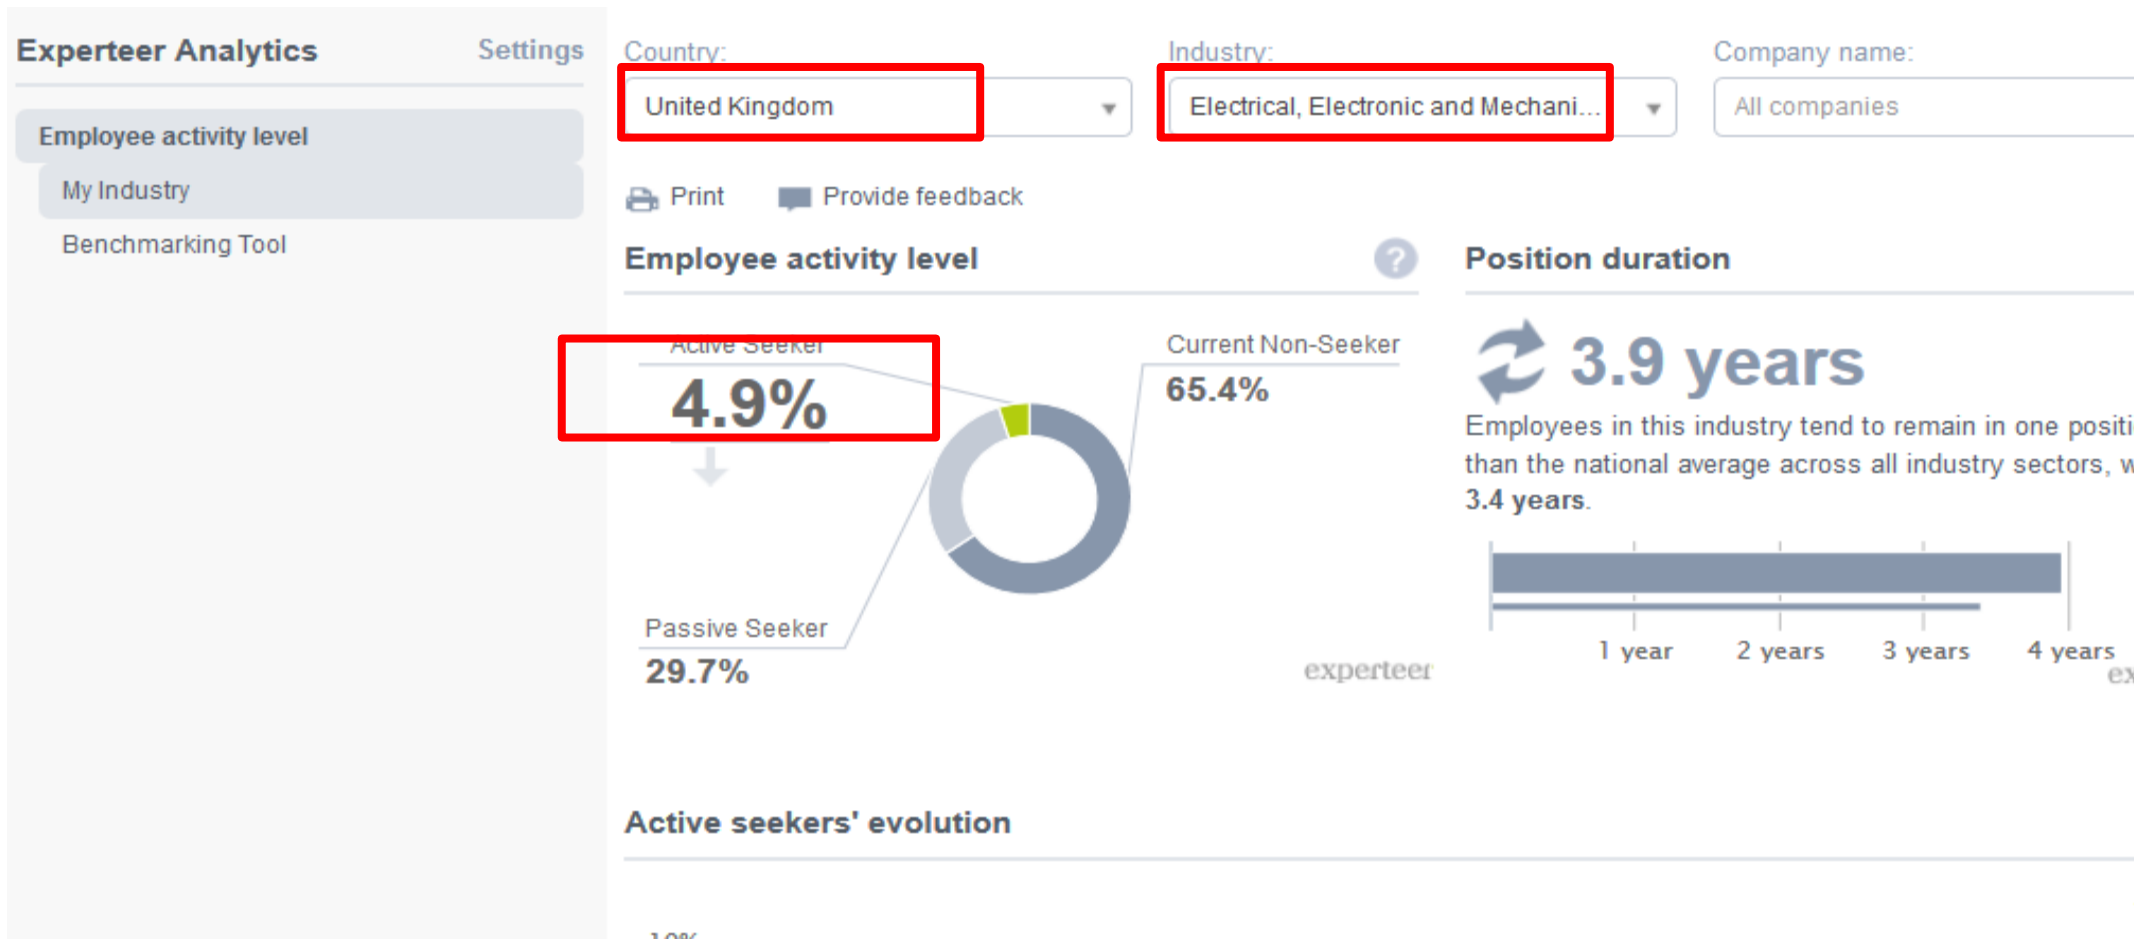 Experteer Analytics
Settings
Employee activity level
My Industry
Benchmarking Tool
Country:
United Kingdom
Industry:
Electrical, Electronic and Mechani...
Company name:
All companies
Print
Provide feedback
Employee activity level
?
Active Seeker
4.9%
Current Non-Seeker
65.4%
Passive Seeker
29.7%
experteer
Position duration
3.9 years
Employees in this industry tend to remain in one positi
than the national average across all industry sectors, w
3.4 years.
1 year 2 years 3 years 4 years
ex
Active seekers' evolution
10%